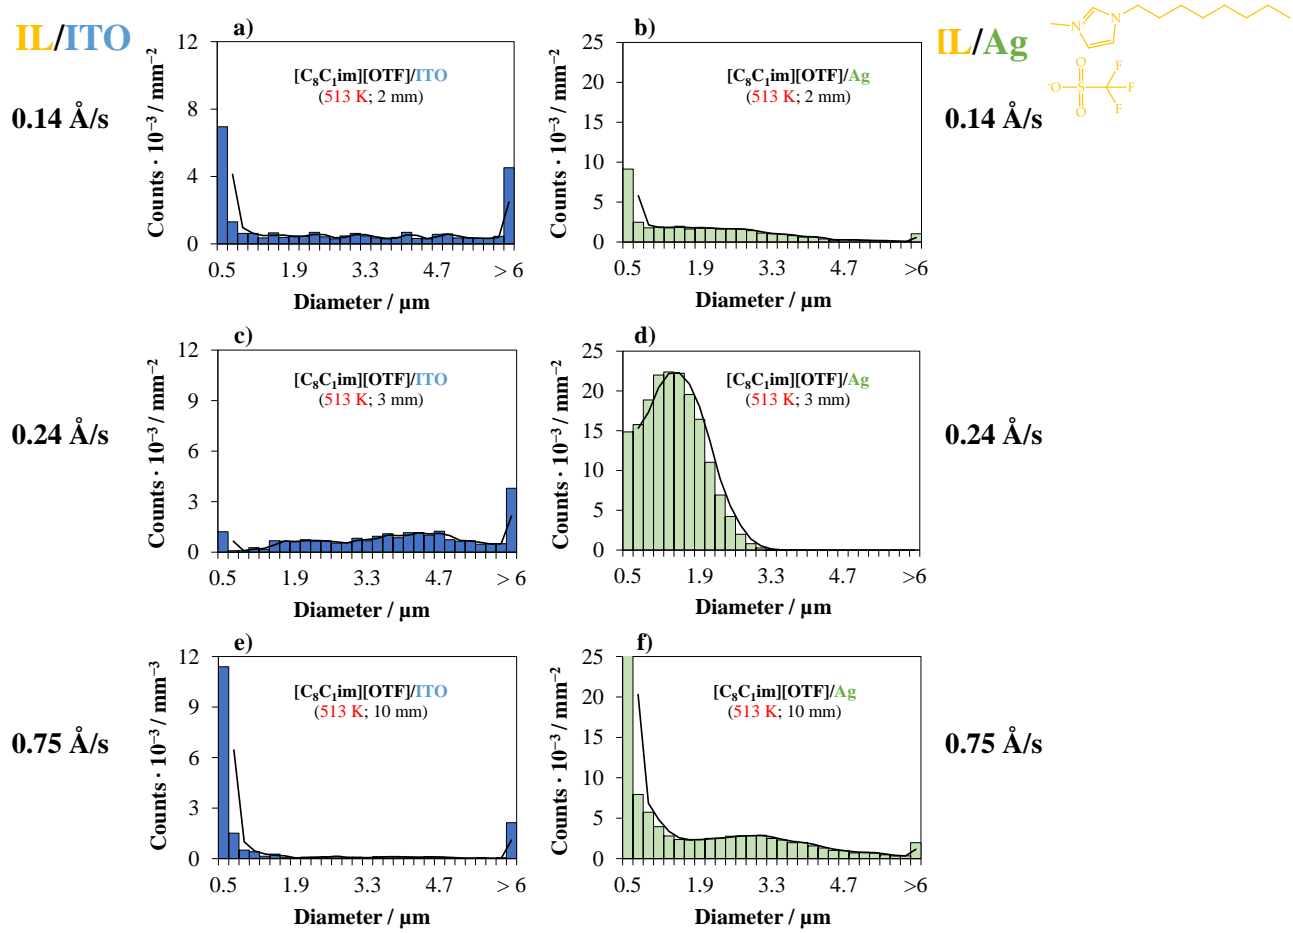 IL/ITO
IL/Ag
N⁺
N
O
⁻O S
O
F
F
F
0.14 Å/s
0.14 Å/s
a)
12
8
4
0
Counts · 10⁻³ / mm⁻²
[C₈C₁im][OTF]/ITO
(513 K; 2 mm)
0.5 1.9 3.3 4.7 > 6
Diameter / µm
b)
25
20
15
10
5
0
Counts · 10⁻³ / mm⁻²
[C₈C₁im][OTF]/Ag
(513 K; 2 mm)
0.5 1.9 3.3 4.7 >6
Diameter / µm
0.24 Å/s
0.24 Å/s
c)
12
9
6
3
0
Counts · 10⁻³ / mm⁻²
[C₈C₁im][OTF]/ITO
(513 K; 3 mm)
0.5 1.9 3.3 4.7 > 6
Diameter / µm
d)
25
20
15
10
5
0
Counts · 10⁻³ / mm⁻²
[C₈C₁im][OTF]/Ag
(513 K; 3 mm)
0.5 1.9 3.3 4.7 >6
Diameter / µm
0.75 Å/s
0.75 Å/s
e)
12
9
6
3
0
Counts · 10⁻³ / mm⁻³
[C₈C₁im][OTF]/ITO
(513 K; 10 mm)
0.5 1.9 3.3 4.7 > 6
Diameter / µm
f)
25
20
15
10
5
0
Counts · 10⁻³ / mm⁻²
[C₈C₁im][OTF]/Ag
(513 K; 10 mm)
0.5 1.9 3.3 4.7 >6
Diameter / µm